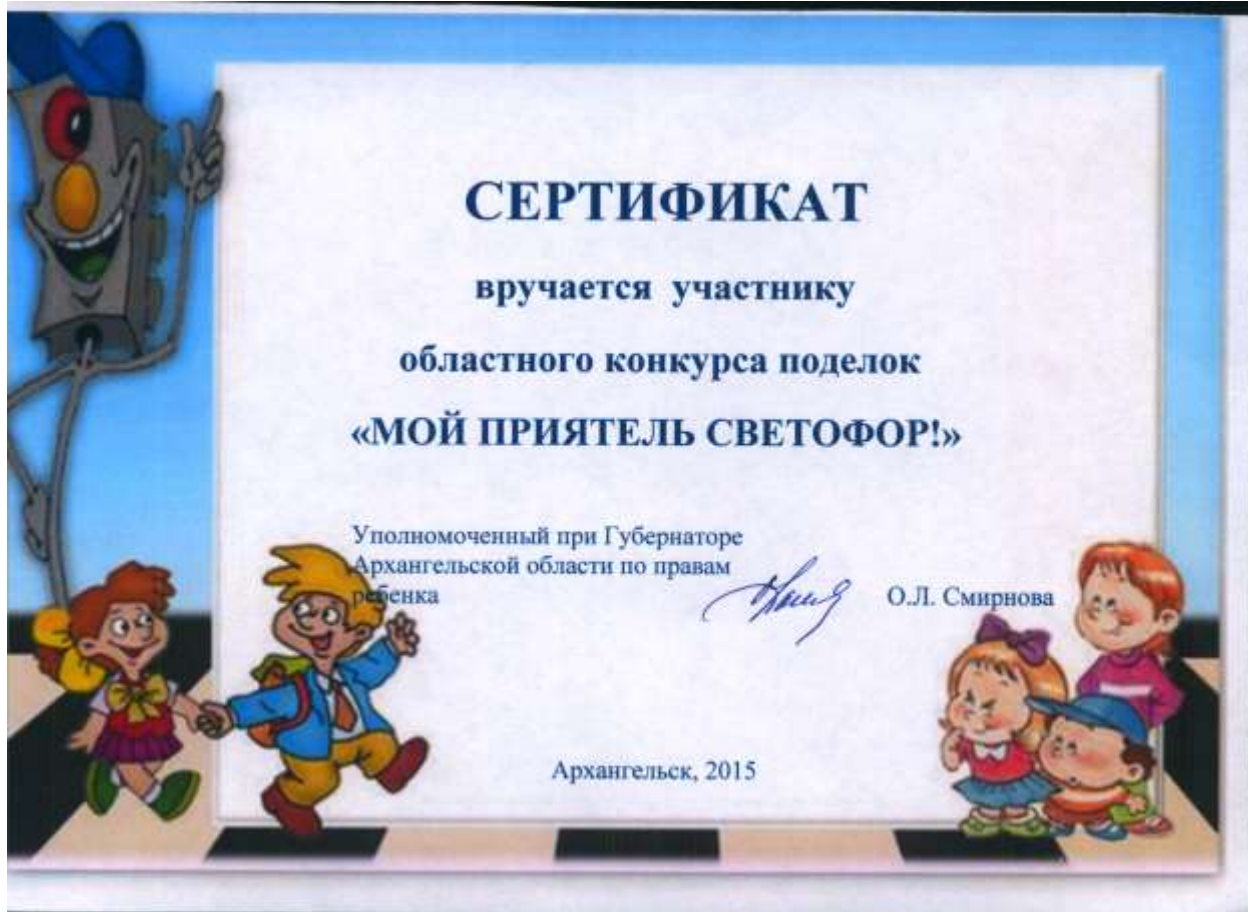 СЕРТИФИКАТ
вручается участнику
областного конкурса поделок
«МОЙ ПРИЯТЕЛЬ СВЕТОФОР!»
Уполномоченный при Губернаторе
Архангельской области по правам
ребенка О.Л. Смирнова
Архангельск, 2015